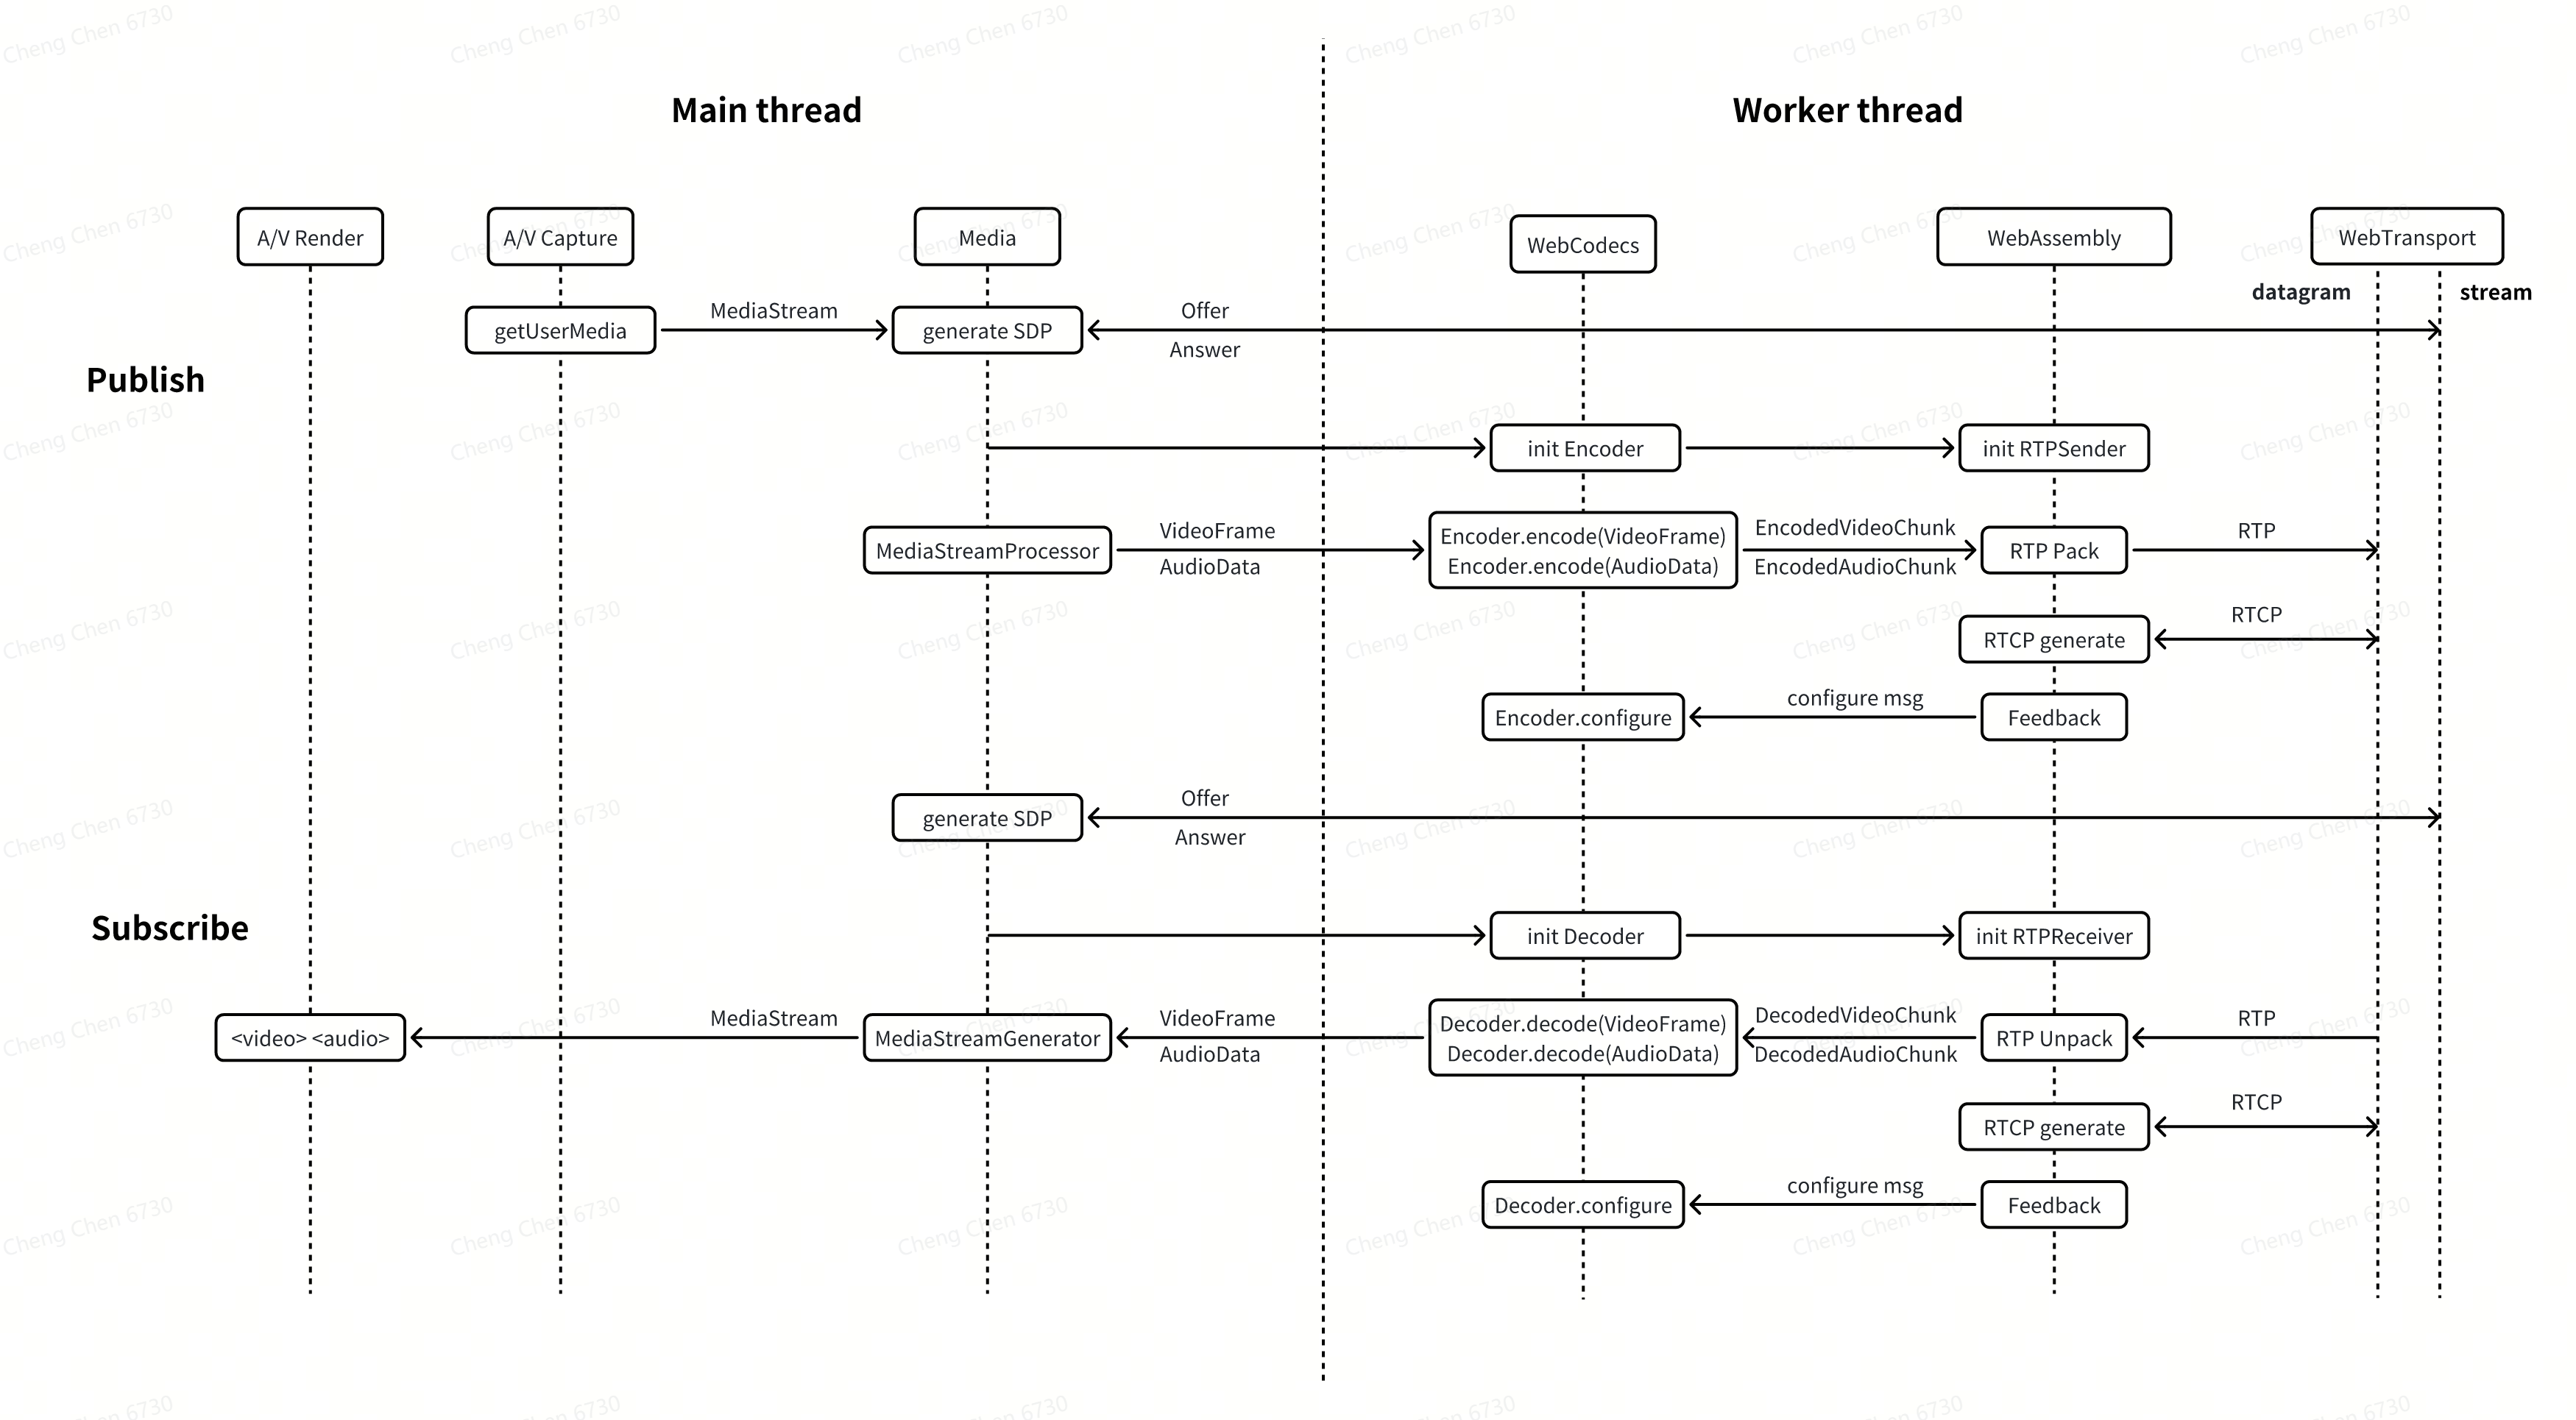 Main thread
Worker thread
A/V Render
A/V Capture
Media
WebCodecs
WebAssembly
WebTransport
datagram
stream
Publish
getUserMedia
MediaStream
generate SDP
Offer
Answer
init Encoder
init RTPSender
MediaStreamProcessor
VideoFrame
AudioData
Encoder.encode(VideoFrame)
Encoder.encode(AudioData)
EncodedVideoChunk
EncodedAudioChunk
RTP Pack
RTP
RTCP generate
RTCP
Encoder.configure
configure msg
Feedback
generate SDP
Offer
Answer
Subscribe
init Decoder
init RTPReceiver
<video> <audio>
MediaStream
MediaStreamGenerator
VideoFrame
AudioData
Decoder.decode(VideoFrame)
Decoder.decode(AudioData)
DecodedVideoChunk
DecodedAudioChunk
RTP Unpack
RTP
RTCP generate
RTCP
Decoder.configure
configure msg
Feedback
Cheng Chen 6730